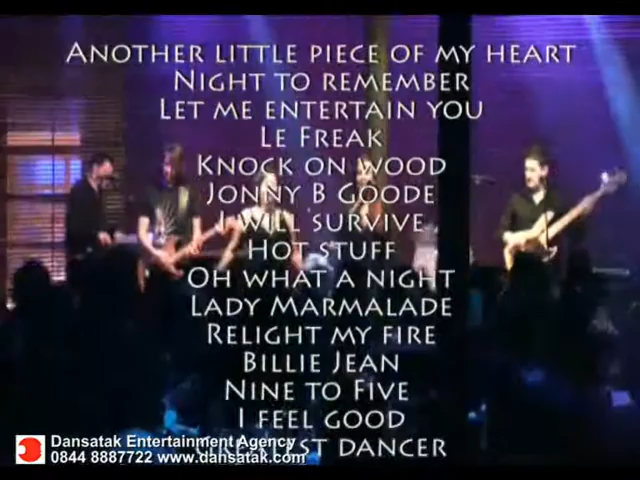 Another little piece of my heart
Night to remember
Let me entertain you
Le Freak
Knock on wood
Jonny B Goode
I will survive
Hot stuff
Oh what a night
Lady Marmalade
Relight my fire
Billie Jean
Nine to Five
I feel good
dancer
Dansatak Entertainment Agency
0844 8887722 www.dansatak.com